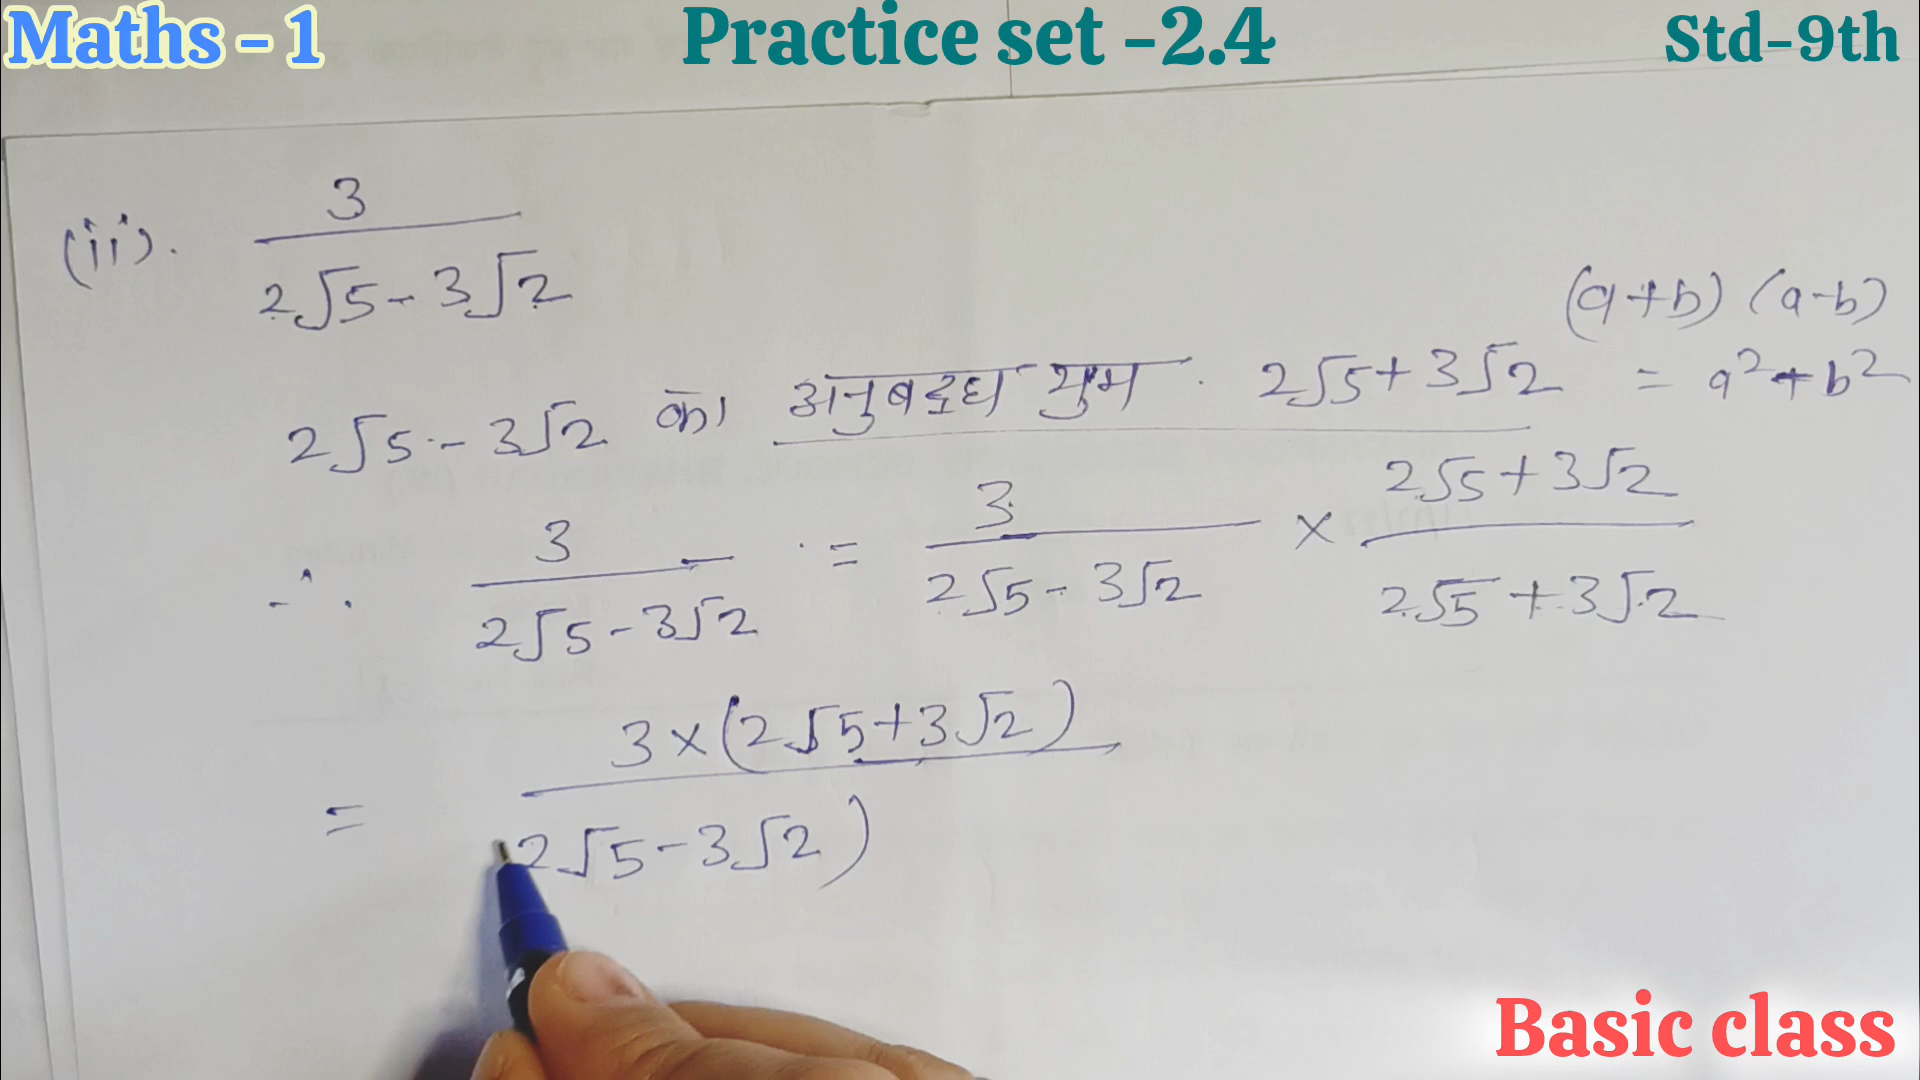 Maths - 1 Practice set -2.4 Std-9th
(ii). 3 / 2√5 - 3√2
(a+b) (a-b)
2√5 - 3√2 का अनुबद्ध युग्म 2√5 + 3√2 = a² - b²
∴ 3 / 2√5 - 3√2 = 3 / 2√5 - 3√2 × 2√5 + 3√2 / 2√5 + 3√2
= 3 × (2√5 + 3√2) / 2√5 - 3√2)
Basic class